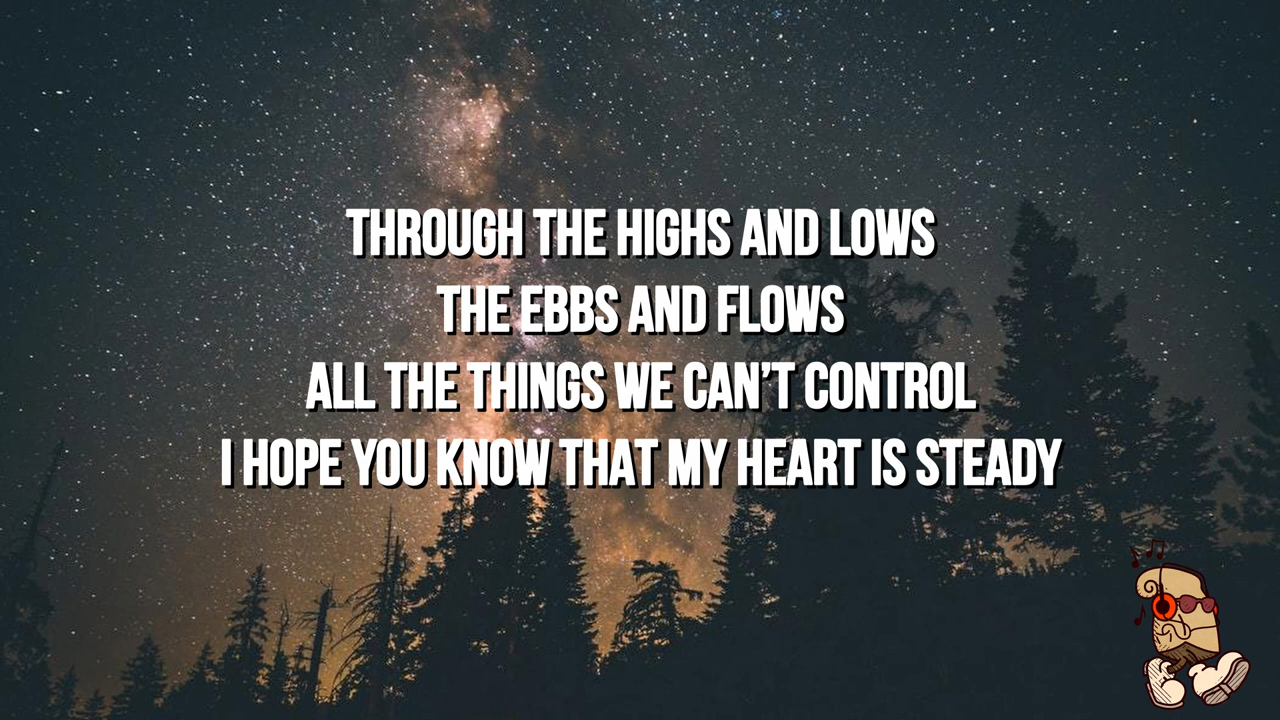 THROUGH THE HIGHS AND LOWS
THE EBBS AND FLOWS
ALL THE THINGS WE CAN’T CONTROL
I HOPE YOU KNOW THAT MY HEART IS STEADY